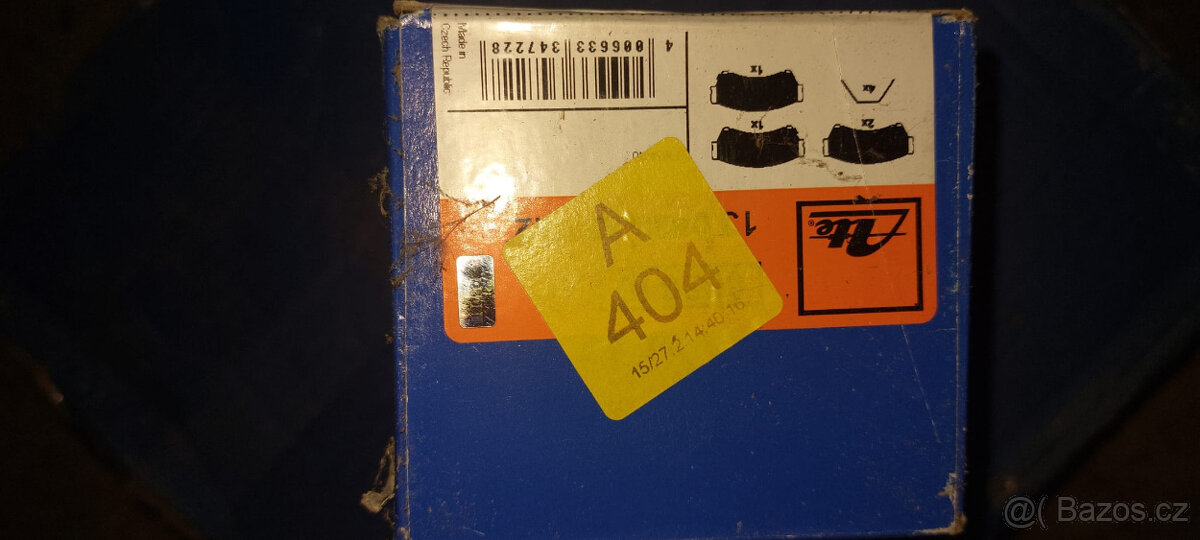 Made in
Czech Republic
4 006633 347228
1x
4x
1x
2x
Ate®
A
404
15/27.2.14:40:16
@( Bazos.cz